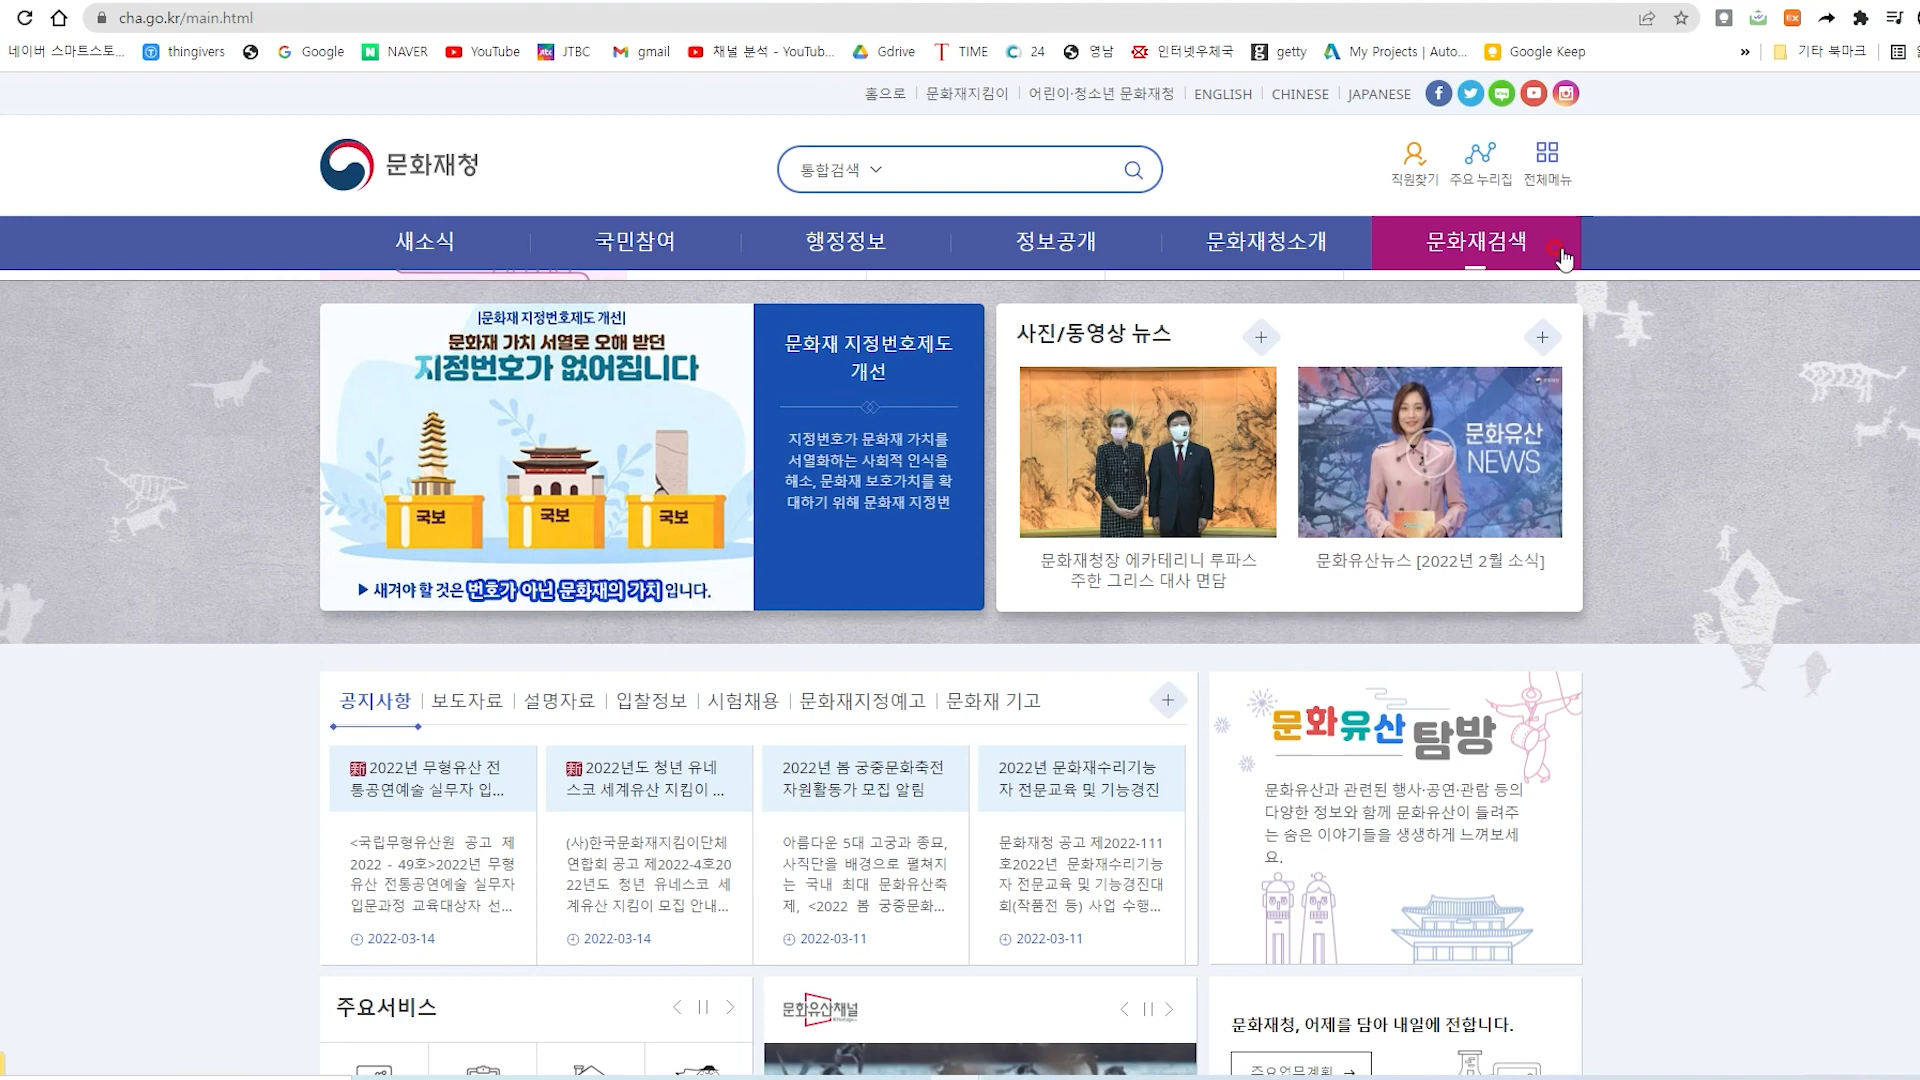 cha.go.kr/main.html
네이버 스마트스토... thingivers Google NAVER YouTube JTBC gmail 채널 분석 - YouTub... Gdrive TIME 24 영남 인터넷우체국 getty My Projects | Auto... Google Keep » 기타 북마크
홈으로 문화재지킴이 어린이·청소년 문화재청 ENGLISH CHINESE JAPANESE
문화재청
통합검색
직원찾기 주요 누리집 전체메뉴
새소식 국민참여 행정정보 정보공개 문화재청소개 문화재검색
|문화재 지정번호제도 개선|
문화재 가치 서열로 오해 받던
지정번호가 없어집니다
국보 국보 국보
▶ 새겨야 할 것은 번호가 아닌 문화재의 가치 입니다.
문화재 지정번호제도
개선
지정번호가 문화재 가치를
서열화하는 사회적 인식을
해소, 문화재 보호가치를 확
대하기 위해 문화재 지정번
사진/동영상 뉴스
문화유산
NEWS
문화재청장 에카테리니 루파스
주한 그리스 대사 면담
문화유산뉴스 [2022년 2월 소식]
공지사항 보도자료 설명자료 입찰정보 시험채용 문화재지정예고 문화재 기고
新 2022년 무형유산 전
통공연예술 실무자 입...
<국립무형유산원 공고 제
2022 - 49호>2022년 무형
유산 전통공연예술 실무자
입문과정 교육대상자 선...
2022-03-14
新 2022년도 청년 유네
스코 세계유산 지킴이 ...
(사)한국문화재지킴이단체
연합회 공고 제2022-4호20
22년도 청년 유네스코 세
계유산 지킴이 모집 안내...
2022-03-14
2022년 봄 궁중문화축전
자원활동가 모집 알림
아름다운 5대 고궁과 종묘,
사직단을 배경으로 펼쳐지
는 국내 최대 문화유산축
제, <2022 봄 궁중문화...
2022-03-11
2022년 문화재수리기능
자 전문교육 및 기능경진
문화재청 공고 제2022-111
호2022년 문화재수리기능
자 전문교육 및 기능경진대
회(작품전 등) 사업 수행...
2022-03-11
문화유산 탐방
문화유산과 관련된 행사·공연·관람 등의
다양한 정보와 함께 문화유산이 들려주
는 숨은 이야기들을 생생하게 느껴보세
요.
주요서비스
문화유산채널
문화재청, 어제를 담아 내일에 전합니다.
주요업무계획 →